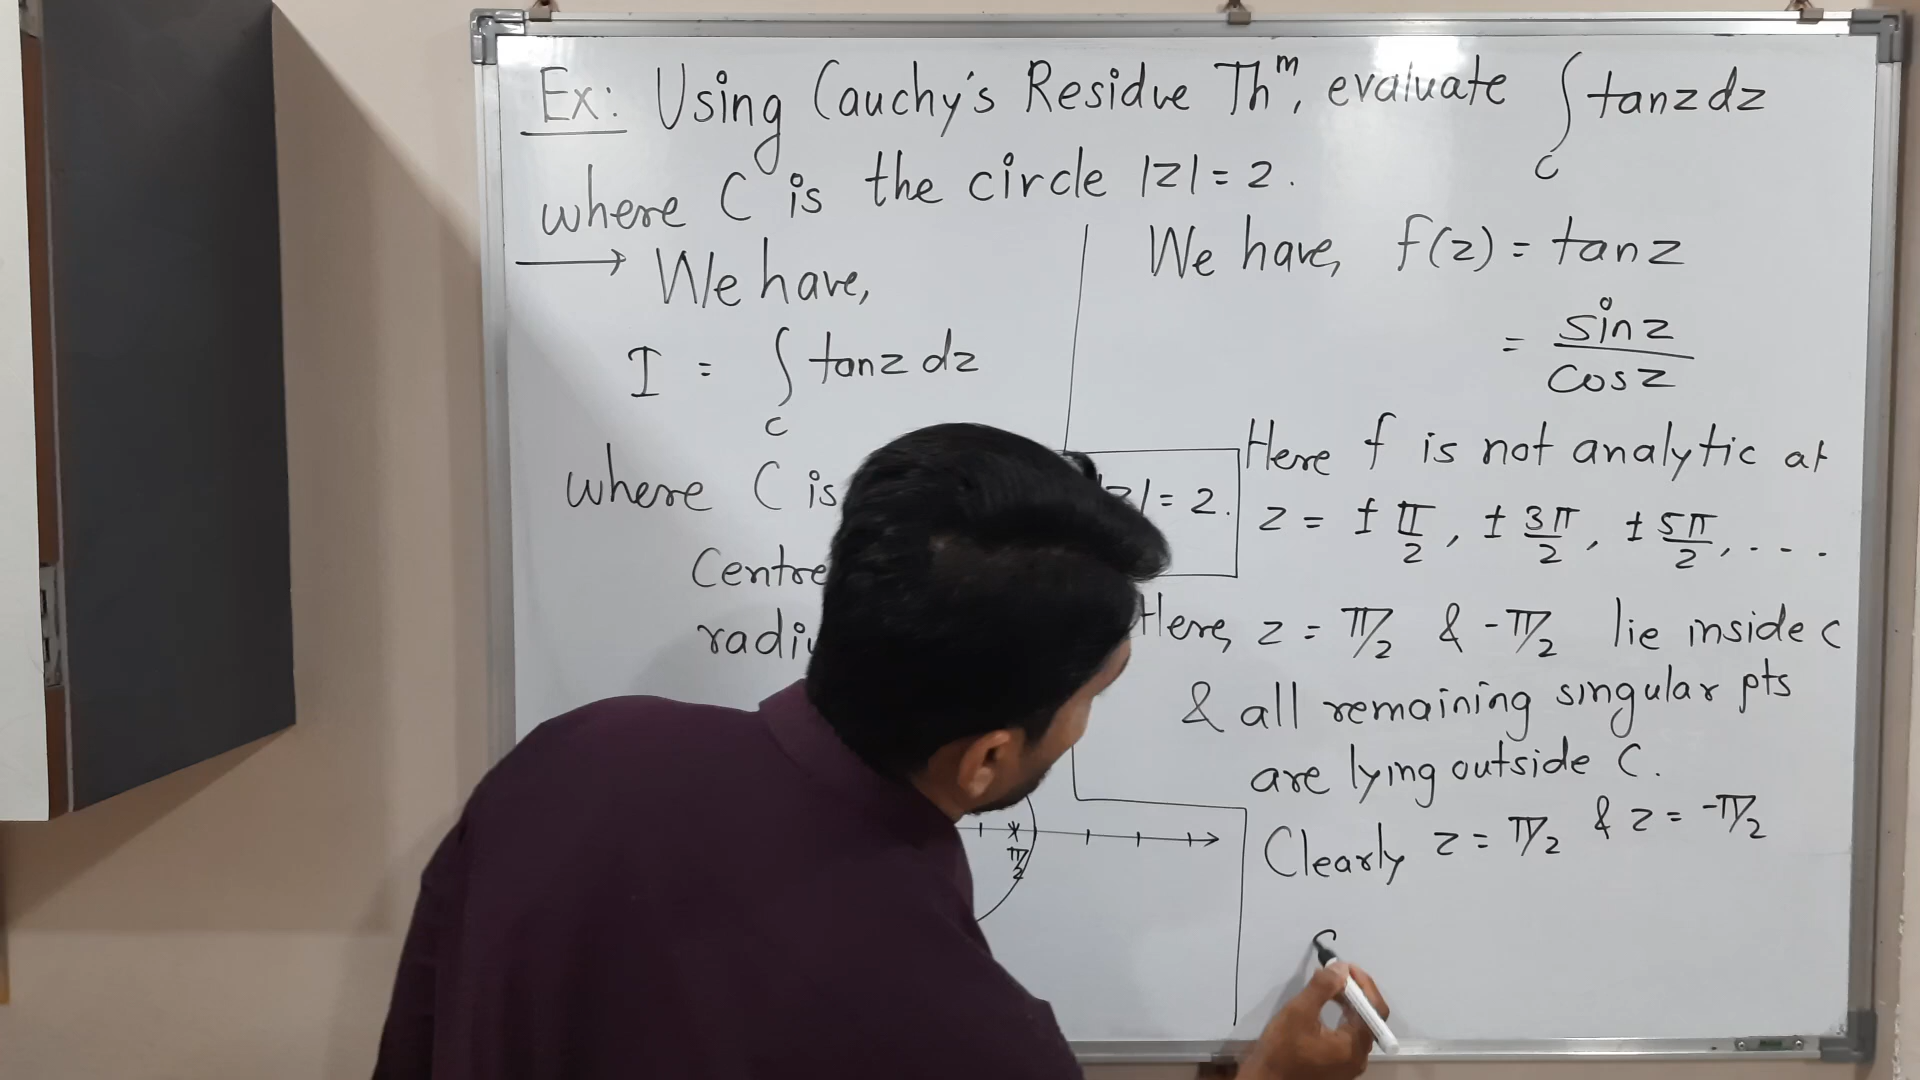 Ex: Using Cauchy's Residue Thᵐ, evaluate ∫_C tanz dz
where C is the circle |z| = 2.
→ We have,
I = ∫_C tanz dz
where C is
Centre
|z| = 2.
We have, f(z) = tanz
= sinz / cosz
Here f is not analytic at
z = ± π/2, ± 3π/2, ± 5π/2, ....
Here, z = π/2 & -π/2 lie inside C
& all remaining singular pts
are lying outside C.
Clearly z = π/2 & z = -π/2
π/2